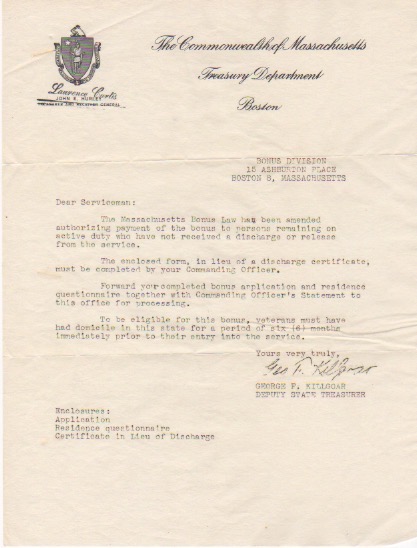 The Commonwealth of Massachusetts
Treasury Department
Boston
Laurence Curtis
JOHN E. HURLEY
TREASURER AND RECEIVER GENERAL
BONUS DIVISION
15 ASHBURTON PLACE
BOSTON 8, MASSACHUSETTS
Dear Serviceman:
The Massachusetts Bonus Law has been amended
authorizing payment of the bonus to persons remaining on
active duty who have not received a discharge or release
from the service.
The enclosed form, in lieu of a discharge certificate,
must be completed by your Commanding Officer.
Forward your completed bonus application and residence
questionnaire together with Commanding Officer's Statement to
this office for processing.
To be eligible for this bonus, veterans must have
had domicile in this state for a period of six (6) months
immediately prior to their entry into the service.
Yours very truly,
Geo F. Killgoar
GEORGE F. KILLGOAR
DEPUTY STATE TREASURER
Enclosures:
Application
Residence questionnaire
Certificate in Lieu of Discharge